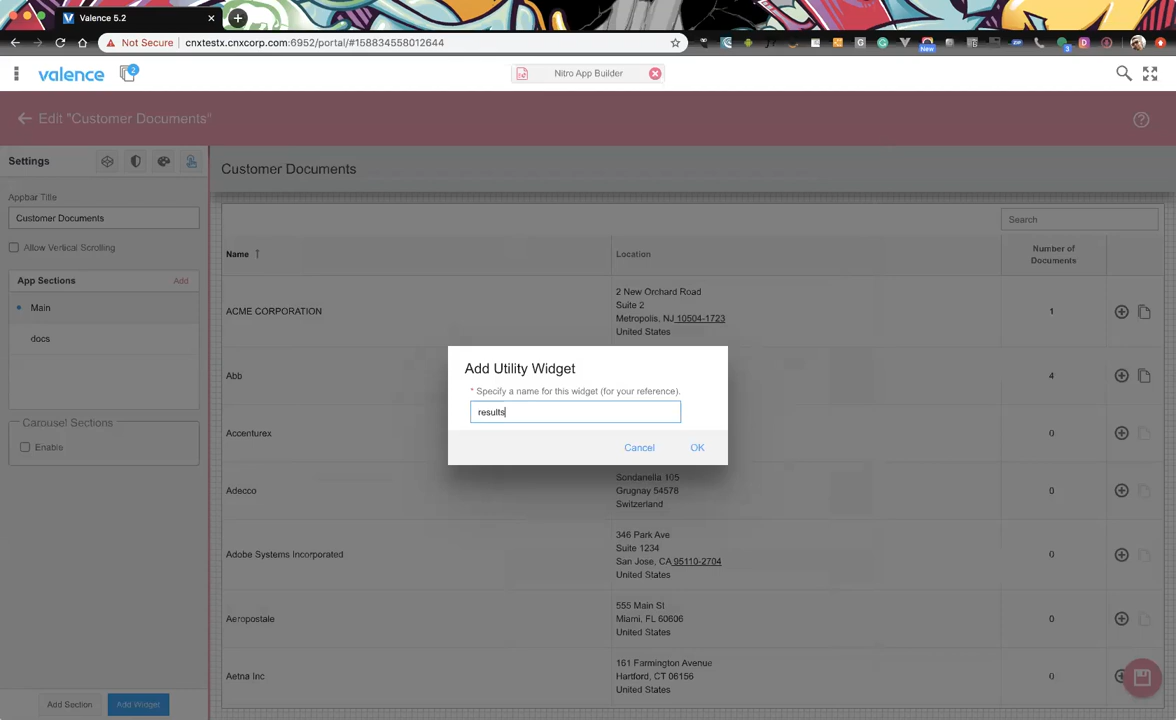 Valence 5.2
Not Secure
cnxtestx.cnxcorp.com:6952/portal/#158834558012644
New
3
valence
2
Nitro App Builder
Edit "Customer Documents"
Settings
Customer Documents
Appbar Title
Customer Documents
Search
Allow Vertical Scrolling
Name
Location
Number of
Documents
App Sections
Add
Main
docs
ACME CORPORATION
2 New Orchard Road
Suite 2
Metropolis, NJ 10504-1723
United States
1
Add Utility Widget
* Specify a name for this widget (for your reference).
results
Cancel
OK
Abb
4
Carousel Sections
Enable
Accenturex
0
Adecco
Sondanella 105
Grugnay 54578
Switzerland
0
Adobe Systems Incorporated
346 Park Ave
Suite 1234
San Jose, CA 95110-2704
United States
0
Aeropostale
555 Main St
Miami, FL 60606
United States
0
Aetna Inc
161 Farmington Avenue
Hartford, CT 06156
United States
0
Add Section
Add Widget